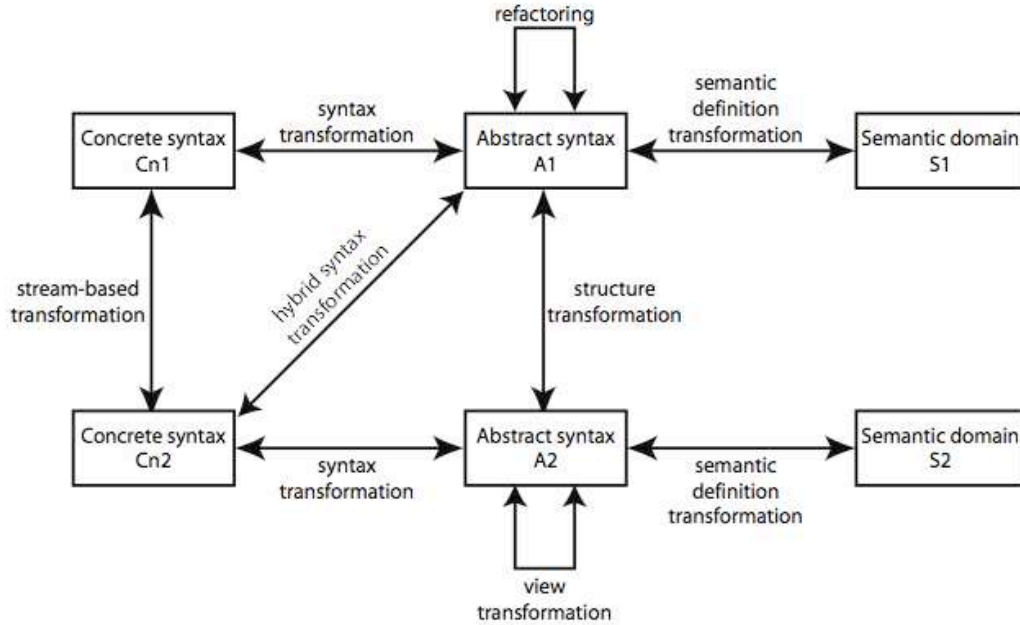 refactoring
syntax
transformation
semantic
definition
transformation
Concrete syntax
Cn1
Abstract syntax
A1
Semantic domain
S1
stream-based
transformation
hybrid syntax
transformation
structure
transformation
Concrete syntax
Cn2
Abstract syntax
A2
Semantic domain
S2
syntax
transformation
semantic
definition
transformation
view
transformation